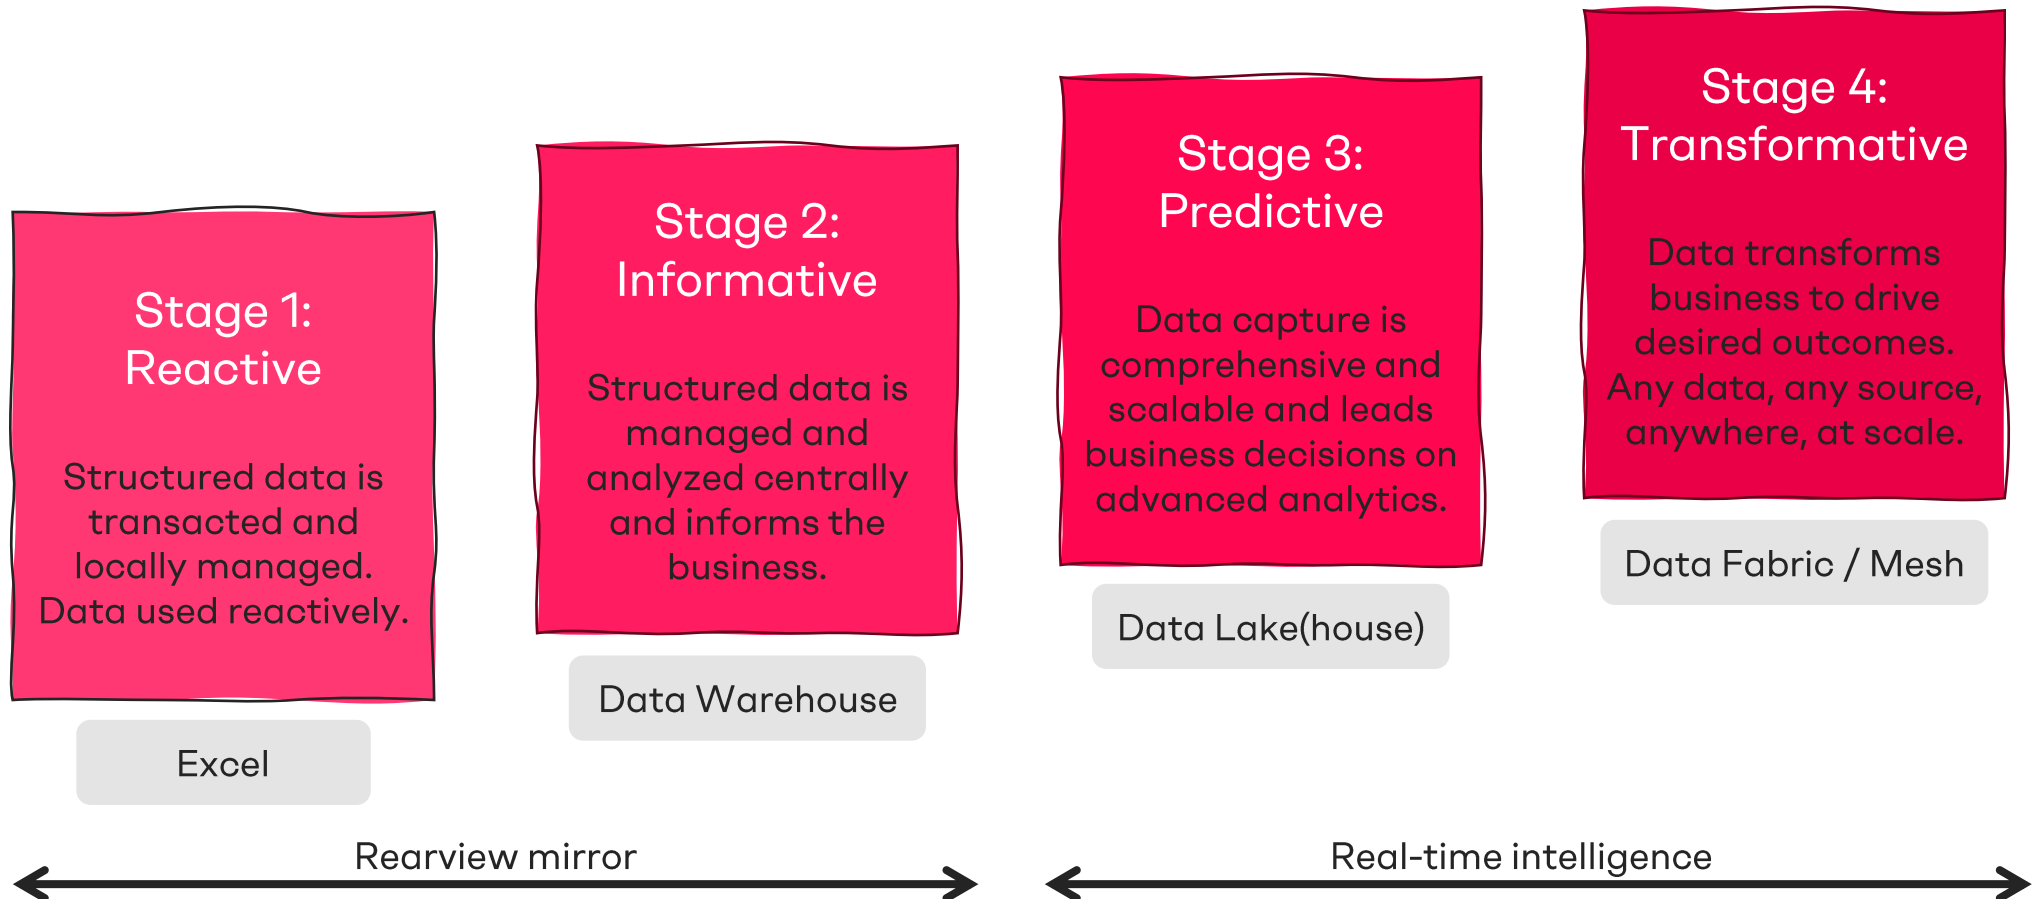 Stage 1:
Reactive
Structured data is
transacted and
locally managed.
Data used reactively.
Excel
Stage 2:
Informative
Structured data is
managed and
analyzed centrally
and informs the
business.
Data Warehouse
Stage 3:
Predictive
Data capture is
comprehensive and
scalable and leads
business decisions on
advanced analytics.
Data Lake(house)
Stage 4:
Transformative
Data transforms
business to drive
desired outcomes.
Any data, any source,
anywhere, at scale.
Data Fabric / Mesh
Rearview mirror
Real-time intelligence